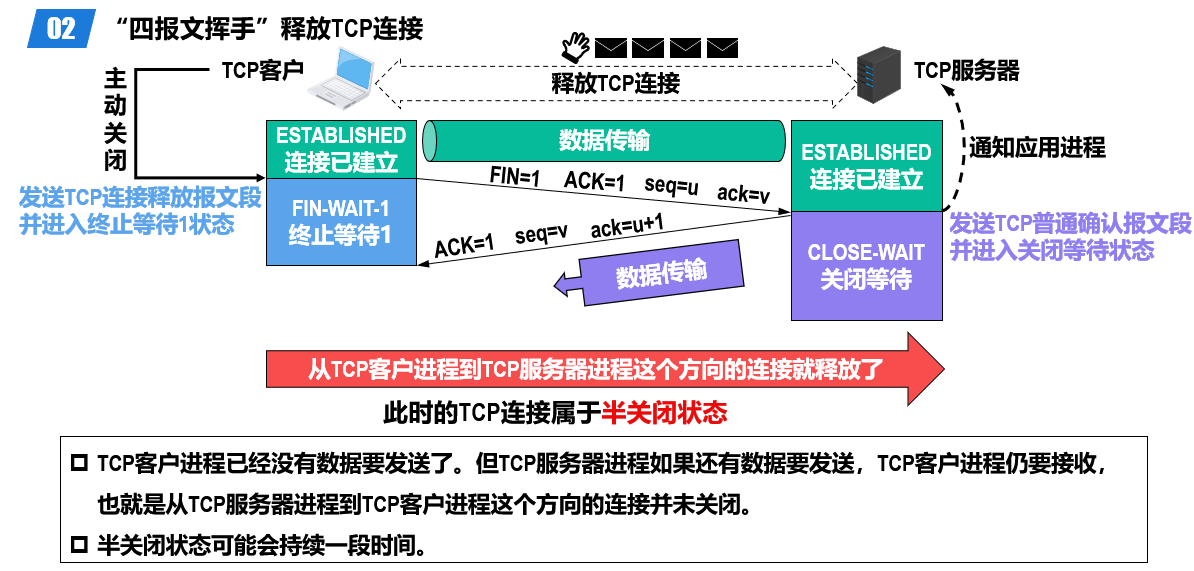 02 “四报文挥手”释放TCP连接
主动关闭
TCP客户
释放TCP连接
TCP服务器
ESTABLISHED
连接已建立
数据传输
ESTABLISHED
连接已建立
通知应用进程
发送TCP连接释放报文段
并进入终止等待1状态
FIN-WAIT-1
终止等待1
FIN=1 ACK=1 seq=u ack=v
ACK=1 seq=v ack=u+1
数据传输
CLOSE-WAIT
关闭等待
发送TCP普通确认报文段
并进入关闭等待状态
从TCP客户进程到TCP服务器进程这个方向的连接就释放了
此时的TCP连接属于半关闭状态
TCP客户进程已经没有数据要发送了。但TCP服务器进程如果还有数据要发送，TCP客户进程仍要接收，
也就是从TCP服务器进程到TCP客户进程这个方向的连接并未关闭。
半关闭状态可能会持续一段时间。